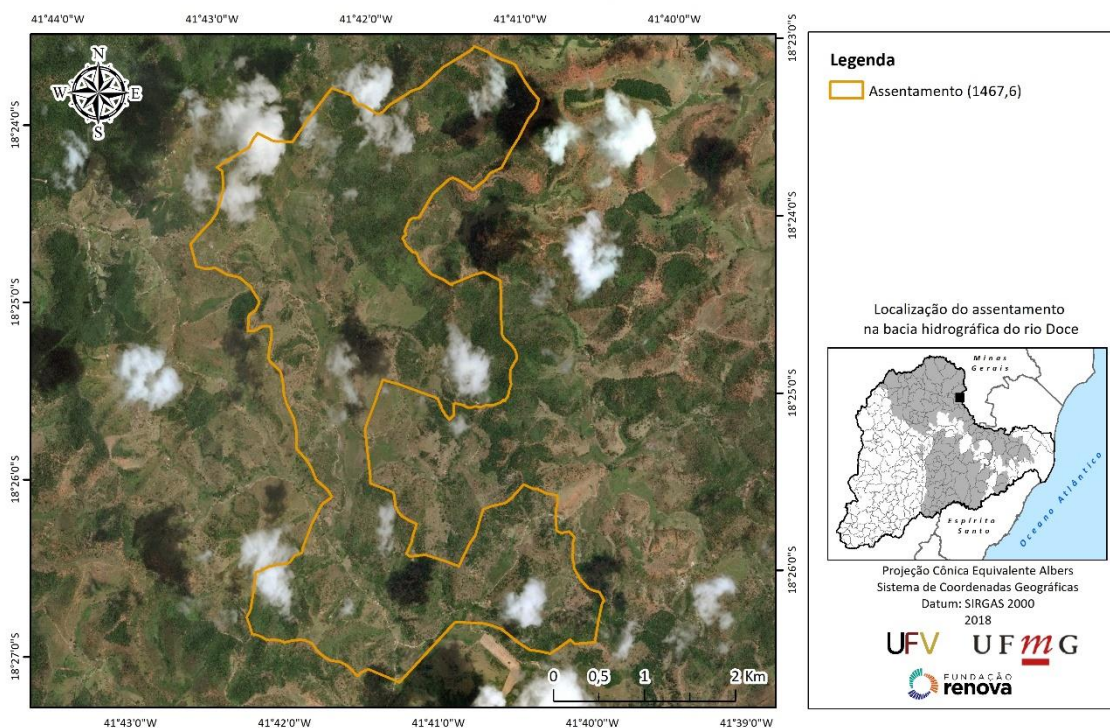 41°44'0"W 41°43'0"W 41°42'0"W 41°41'0"W 41°40'0"W
18°23'0"S
18°24'0"S
18°24'0"S
18°25'0"S
18°25'0"S
18°26'0"S
18°26'0"S
18°27'0"S
N
W E
S
0 0,5 1 2 Km
41°43'0"W 41°42'0"W 41°41'0"W 41°40'0"W 41°39'0"W
Legenda
Assentamento (1467,6)
Localização do assentamento
na bacia hidrográfica do rio Doce
Minas
Gerais
Espírito
Santo
Oceano Atlântico
Projeção Cônica Equivalente Albers
Sistema de Coordenadas Geográficas
Datum: SIRGAS 2000
2018
UFV UFmG
FUNDAÇÃO
renova